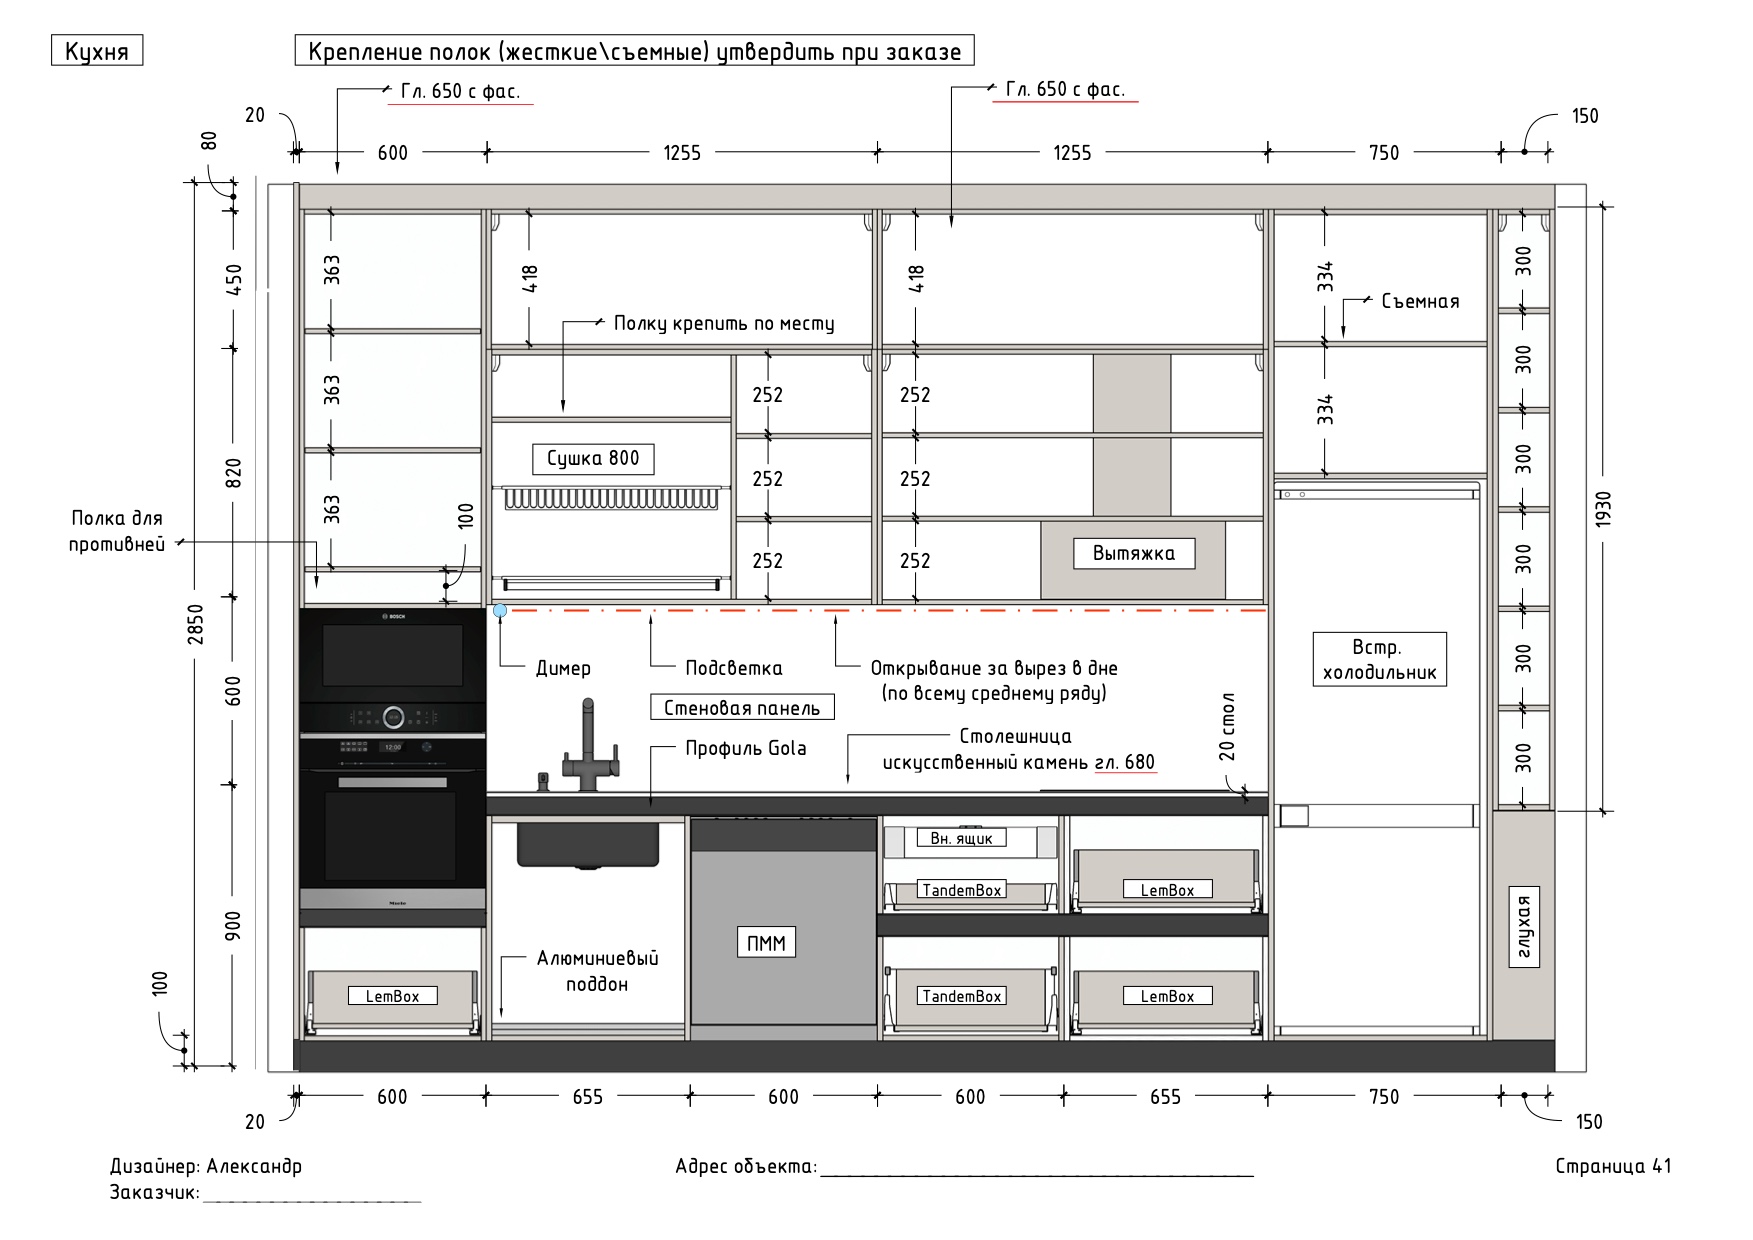 Кухня
Крепление полок (жесткие\съемные) утвердить при заказе
Гл. 650 с фас.
Гл. 650 с фас.
20
150
80
600
1255
1255
750
363
418
418
334
300
450
Съемная
Полку крепить по месту
300
363
252
252
334
820
Сушка 800
300
252
252
363
100
1930
Полка для
противней
300
252
252
Вытяжка
BOSCH
2850
600
Димер
Подсветка
Открывание за вырез в дне
(по всему среднему ряду)
Встр.
холодильник
300
Стеновая панель
20 стол
Профиль Gola
Столешница
искусственный камень гл. 680
300
12:00
Вн. ящик
TandemBox
LemBox
Miele
900
глухая
ПММ
Алюминиевый
поддон
100
LemBox
TandemBox
LemBox
600
655
600
600
655
750
20
150
Дизайнер: Александр
Адрес объекта:
Страница 41
Заказчик: